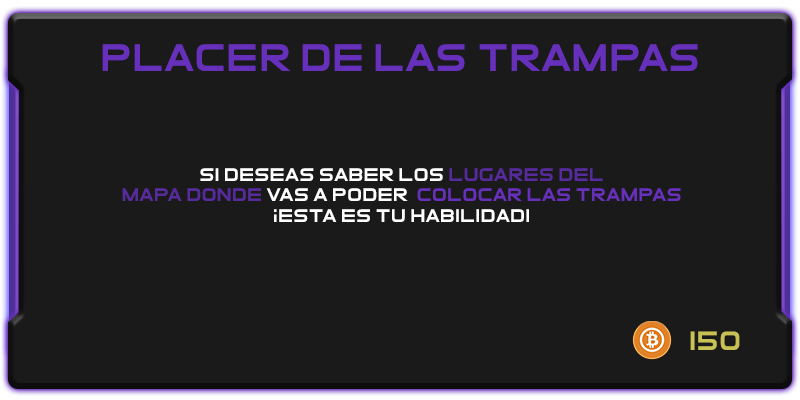 PLACER DE LAS TRAMPAS
SI DESEAS SABER LOS LUGARES DEL
MAPA DONDE VAS A PODER COLOCAR LAS TRAMPAS
¡ESTA ES TU HABILIDAD!
150